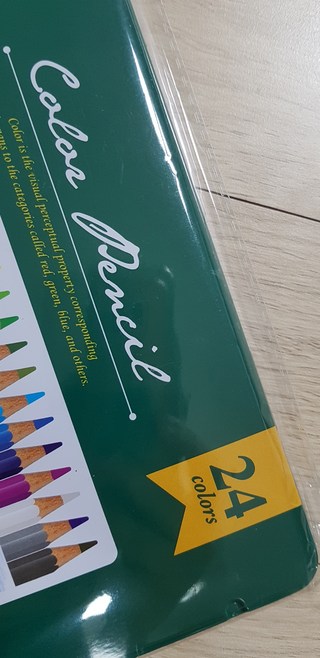 Color Pencil
Color is the visual perceptual property corresponding
to the categories called red, green, blue, and others.
24
colors